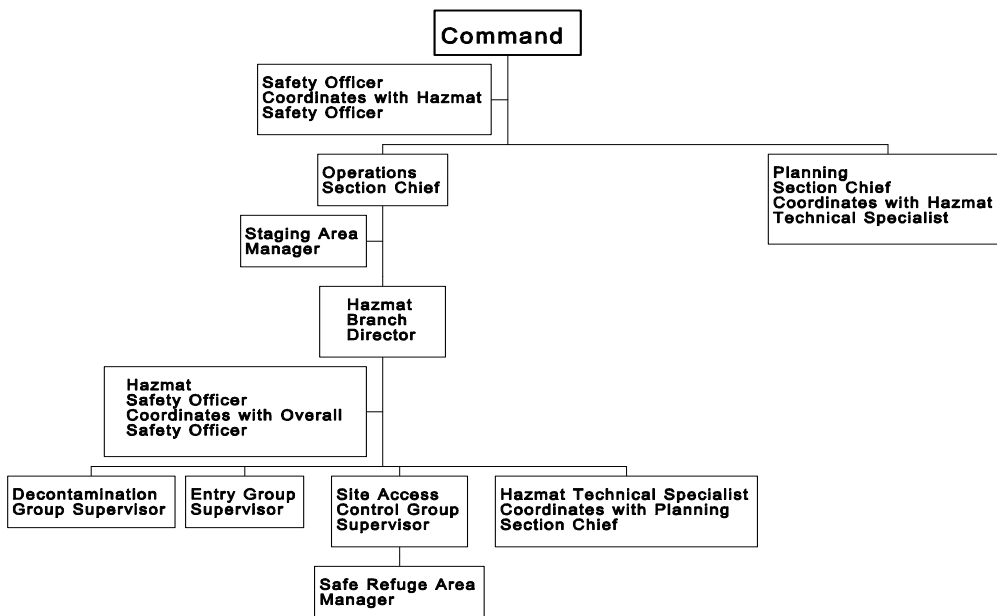 Command
Safety Officer
Coordinates with Hazmat
Safety Officer
Operations
Section Chief
Planning
Section Chief
Coordinates with Hazmat
Technical Specialist
Staging Area
Manager
Hazmat
Branch
Director
Hazmat
Safety Officer
Coordinates with Overall
Safety Officer
Decontamination
Group Supervisor
Entry Group
Supervisor
Site Access
Control Group
Supervisor
Hazmat Technical Specialist
Coordinates with Planning
Section Chief
Safe Refuge Area
Manager